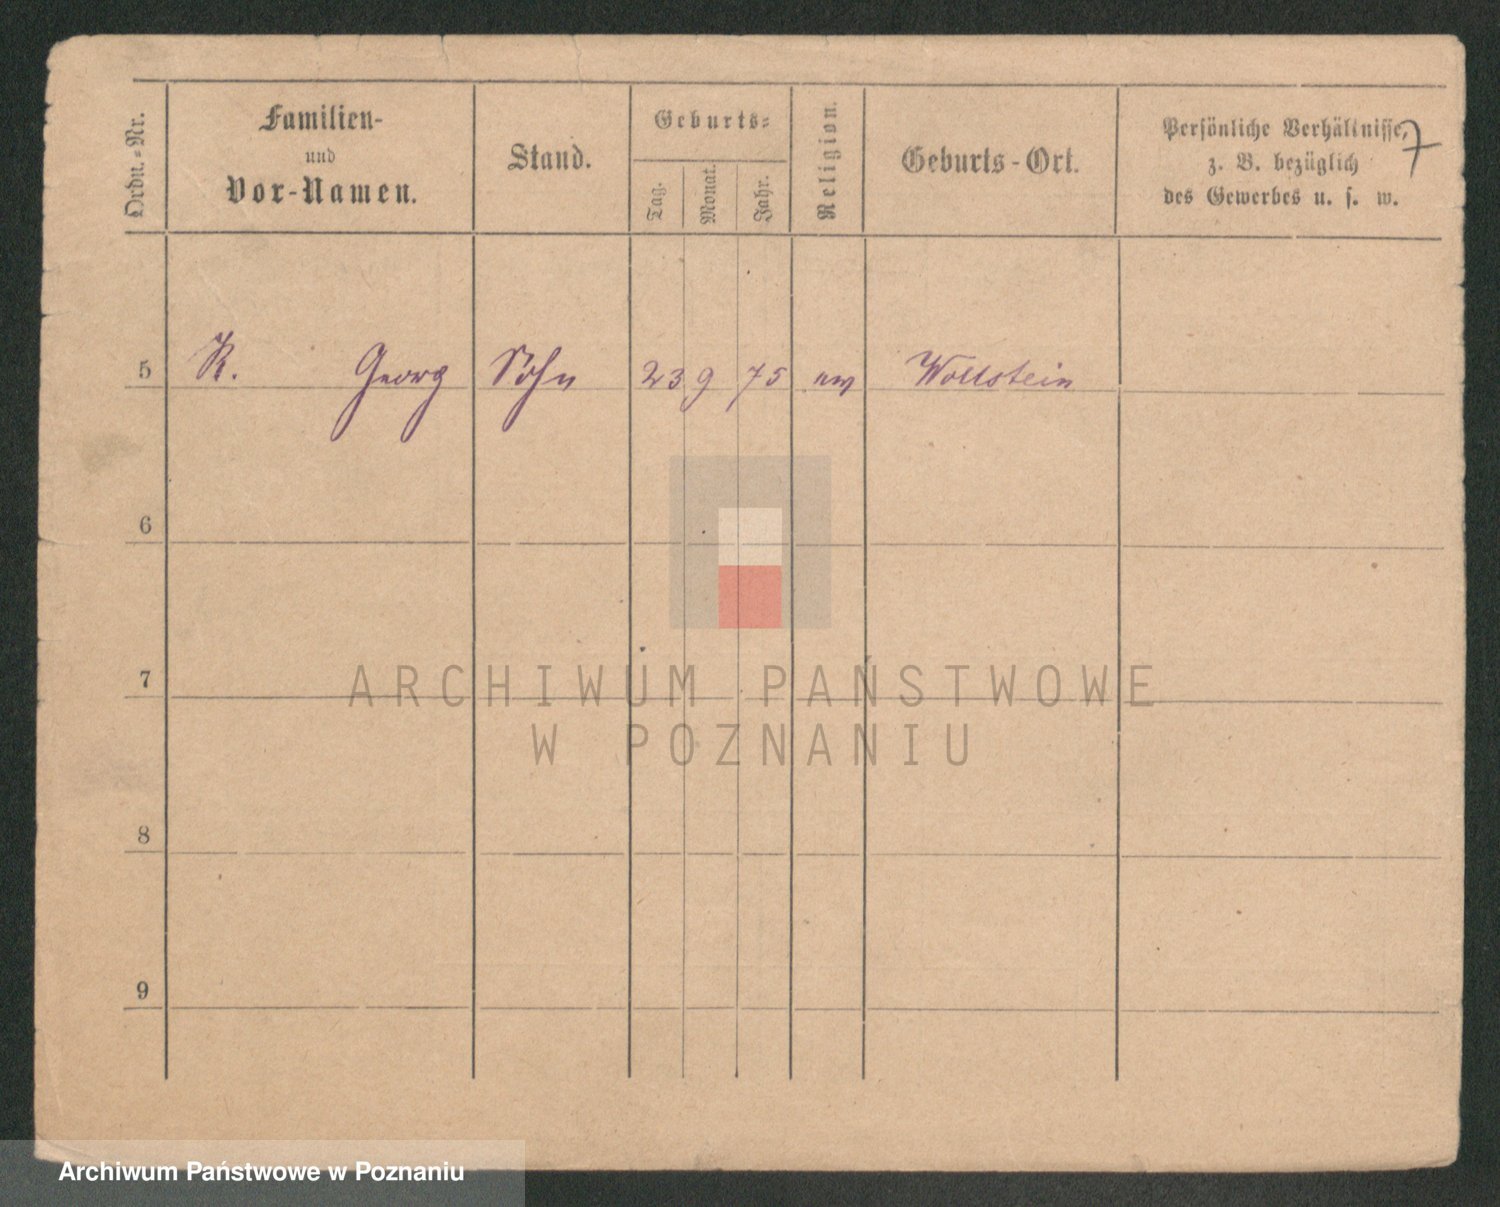 Ordn.-Nr.
Familien-
und
Vor-Namen.
Stand.
Geburts-
Tag.
Monat.
Jahr.
Religion.
Geburts-Ort.
Persönliche Verhältnisse,
z. B. bezüglich
des Gewerbes u. s. w.
7
5 K. Georg Sohn 23 9 75 ev Wollstein
6
7
8
9
ARCHIWUM PAŃSTWOWE
W POZNANIU
Archiwum Państwowe w Poznaniu